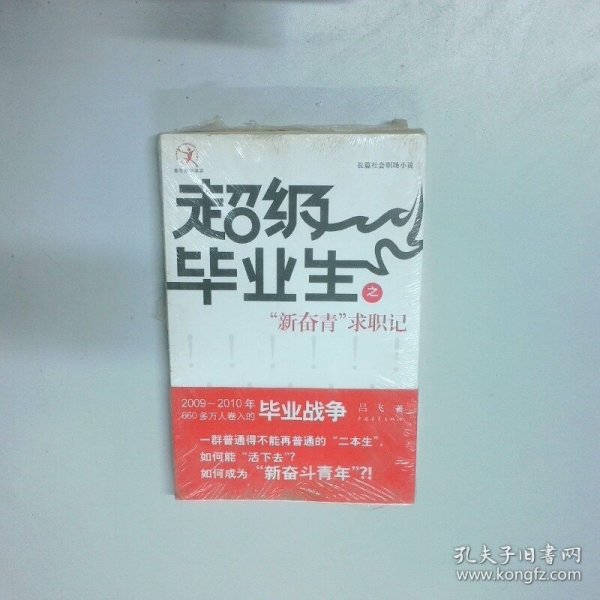 长篇社会职场小说
超级
毕业生之
“新奋青”求职记
2009~2010年
660多万人卷入的 毕业战争
吕飞 著
一群普通得不能再普通的“二本生”，
如何能“活下去”？
如何成为“新奋斗青年”?!
孔夫子旧书网
www.kongfz.com